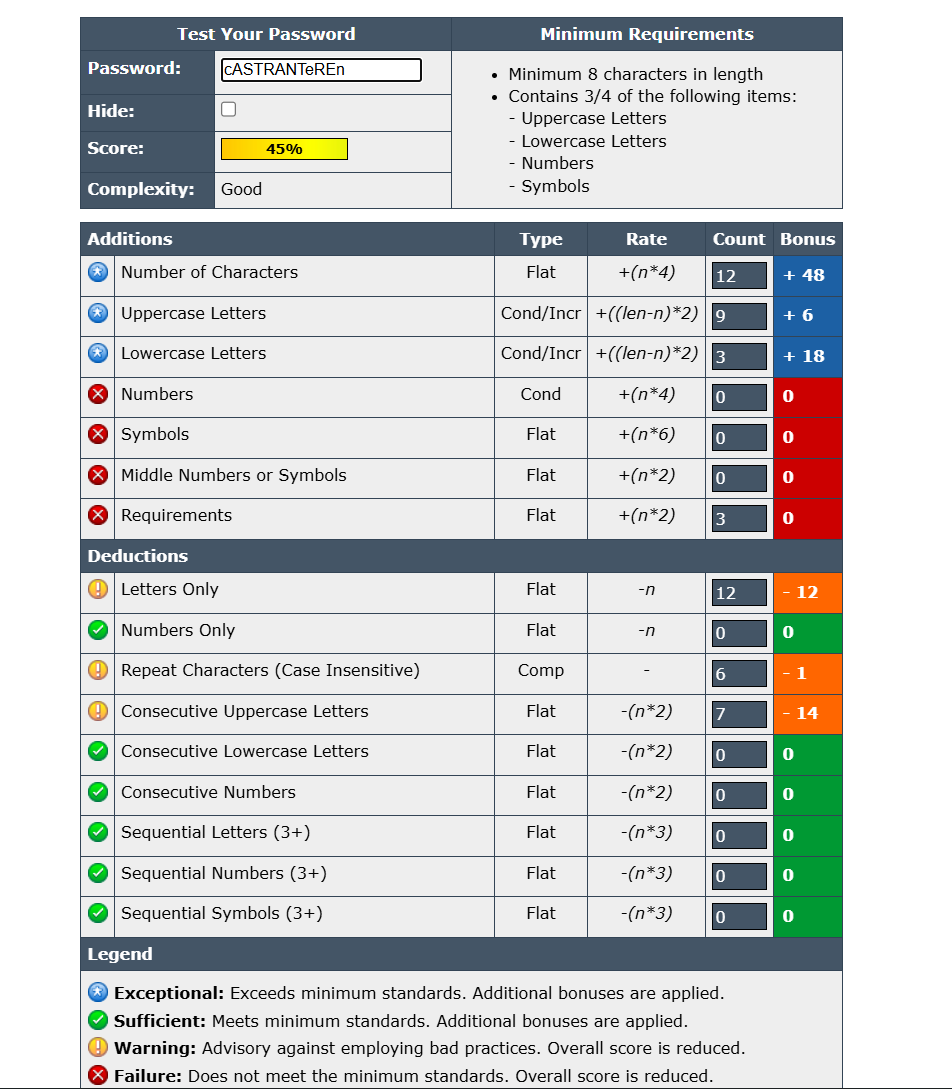 Test Your Password
Minimum Requirements
Password:
cASTRANTeREn
Hide:
Score:
45%
Complexity:
Good
• Minimum 8 characters in length
• Contains 3/4 of the following items:
- Uppercase Letters
- Lowercase Letters
- Numbers
- Symbols
Additions Type Rate Count Bonus
Number of Characters Flat +(n*4) 12 + 48
Uppercase Letters Cond/Incr +((len-n)*2) 9 + 6
Lowercase Letters Cond/Incr +((len-n)*2) 3 + 18
Numbers Cond +(n*4) 0 0
Symbols Flat +(n*6) 0 0
Middle Numbers or Symbols Flat +(n*2) 0 0
Requirements Flat +(n*2) 3 0
Deductions
Letters Only Flat -n 12 - 12
Numbers Only Flat -n 0 0
Repeat Characters (Case Insensitive) Comp - 6 - 1
Consecutive Uppercase Letters Flat -(n*2) 7 - 14
Consecutive Lowercase Letters Flat -(n*2) 0 0
Consecutive Numbers Flat -(n*2) 0 0
Sequential Letters (3+) Flat -(n*3) 0 0
Sequential Numbers (3+) Flat -(n*3) 0 0
Sequential Symbols (3+) Flat -(n*3) 0 0
Legend
Exceptional: Exceeds minimum standards. Additional bonuses are applied.
Sufficient: Meets minimum standards. Additional bonuses are applied.
Warning: Advisory against employing bad practices. Overall score is reduced.
Failure: Does not meet the minimum standards. Overall score is reduced.